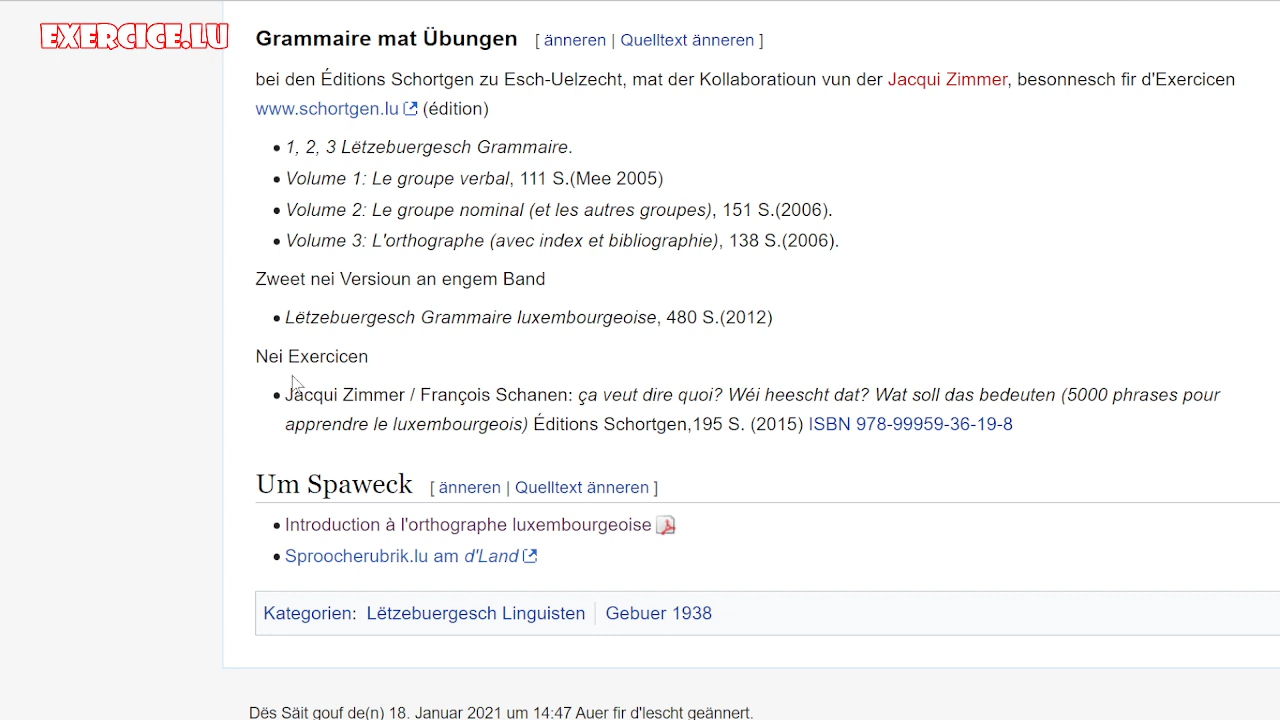 EXERCICE.LU
Grammaire mat Übungen [ änneren | Quelltext änneren ]
bei den Éditions Schortgen zu Esch-Uelzecht, mat der Kollaboratioun vun der Jacqui Zimmer, besonnesch fir d'Exercicen
www.schortgen.lu (édition)
• 1, 2, 3 Lëtzebuergesch Grammaire.
• Volume 1: Le groupe verbal, 111 S.(Mee 2005)
• Volume 2: Le groupe nominal (et les autres groupes), 151 S.(2006).
• Volume 3: L'orthographe (avec index et bibliographie), 138 S.(2006).
Zweet nei Versioun an engem Band
• Lëtzebuergesch Grammaire luxembourgeoise, 480 S.(2012)
Nei Exercicen
• Jacqui Zimmer / François Schanen: ça veut dire quoi? Wéi heescht dat? Wat soll das bedeuten (5000 phrases pour
apprendre le luxembourgeois) Éditions Schortgen,195 S. (2015) ISBN 978-99959-36-19-8
Um Spaweck [ änneren | Quelltext änneren ]
• Introduction à l'orthographe luxembourgeoise
• Sproocherubrik.lu am d'Land
Kategorien: Lëtzebuergesch Linguisten | Gebuer 1938
Dës Säit gouf de(n) 18. Januar 2021 um 14:47 Auer fir d'lescht geännert.